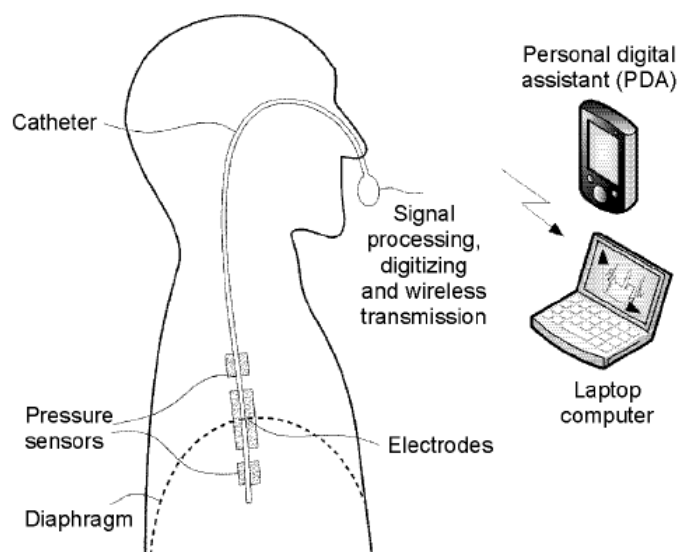 Personal digital
assistant (PDA)
Catheter
Signal
processing,
digitizing
and wireless
transmission
Laptop
computer
Pressure
sensors
Electrodes
Diaphragm